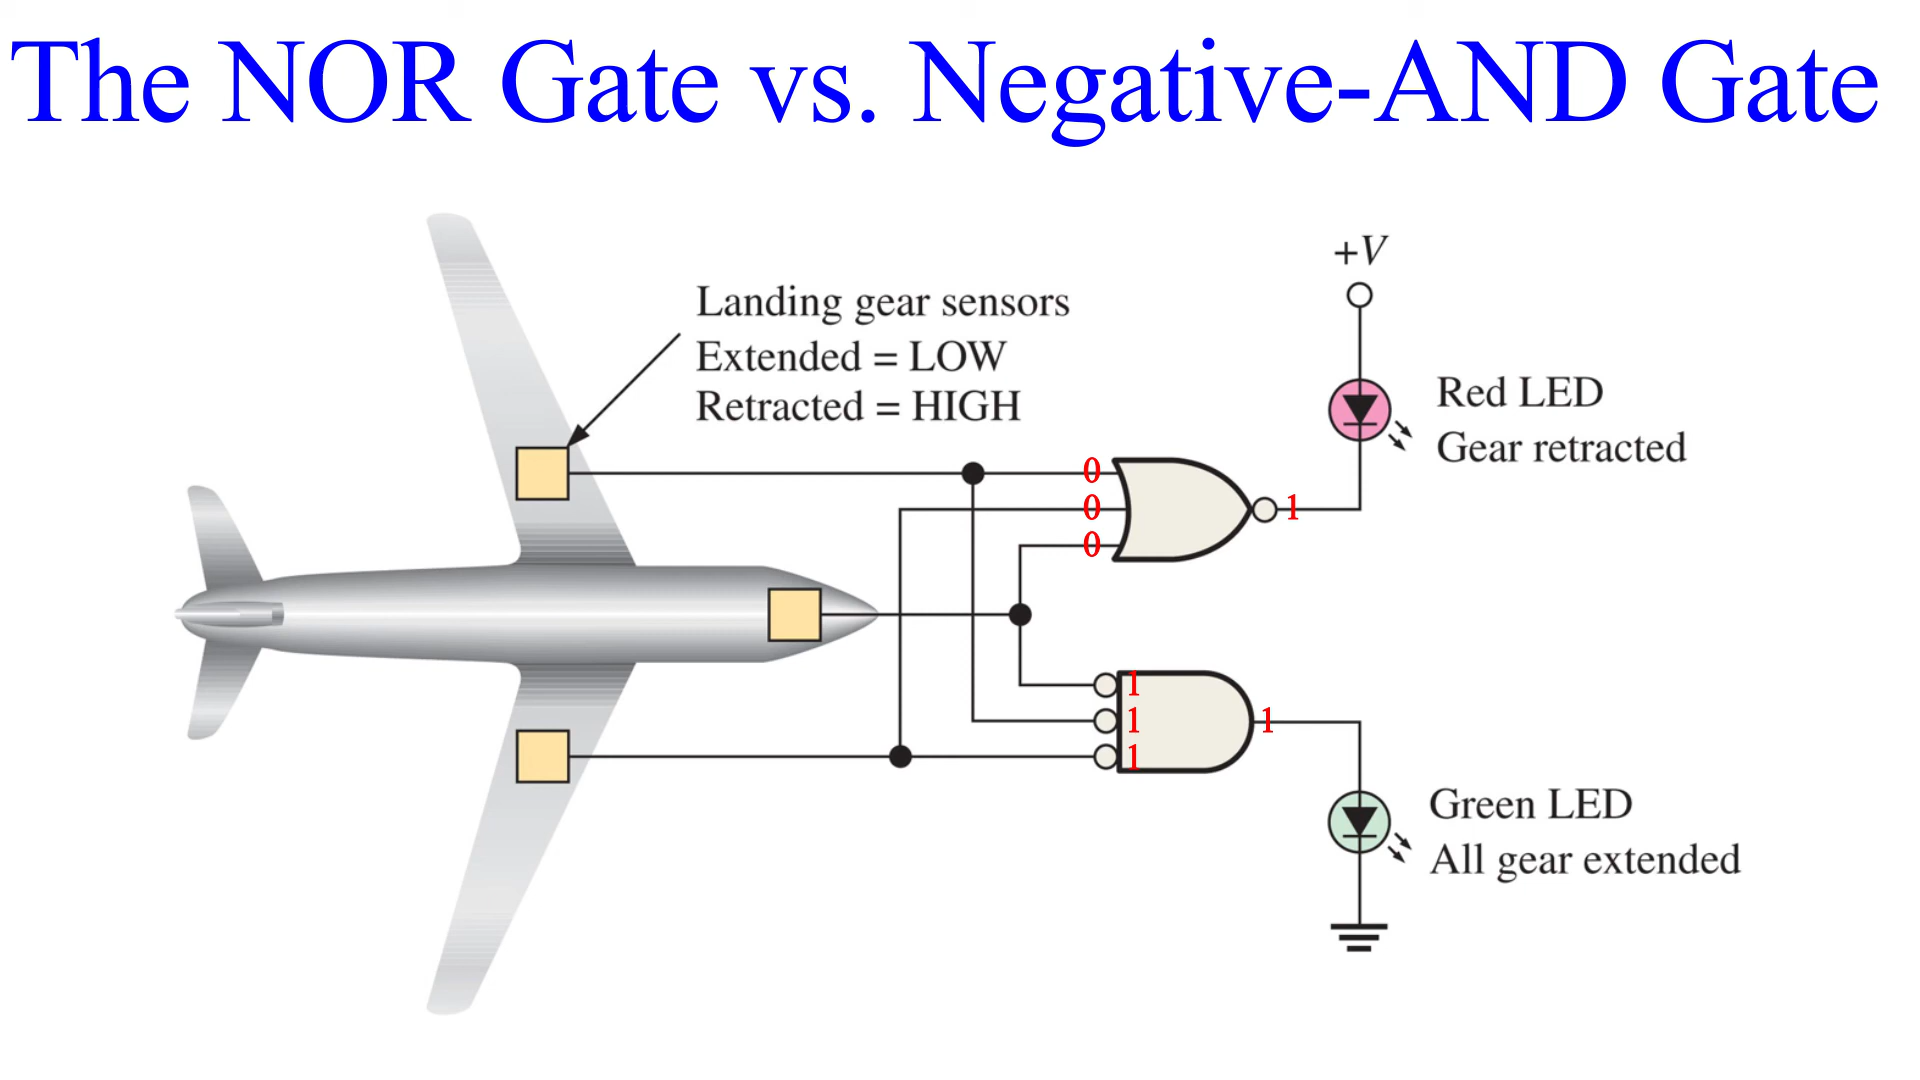 The NOR Gate vs. Negative-AND Gate
+V
Landing gear sensors
Extended = LOW
Retracted = HIGH
Red LED
Gear retracted
0
0
1
0
1
1
1
1
Green LED
All gear extended